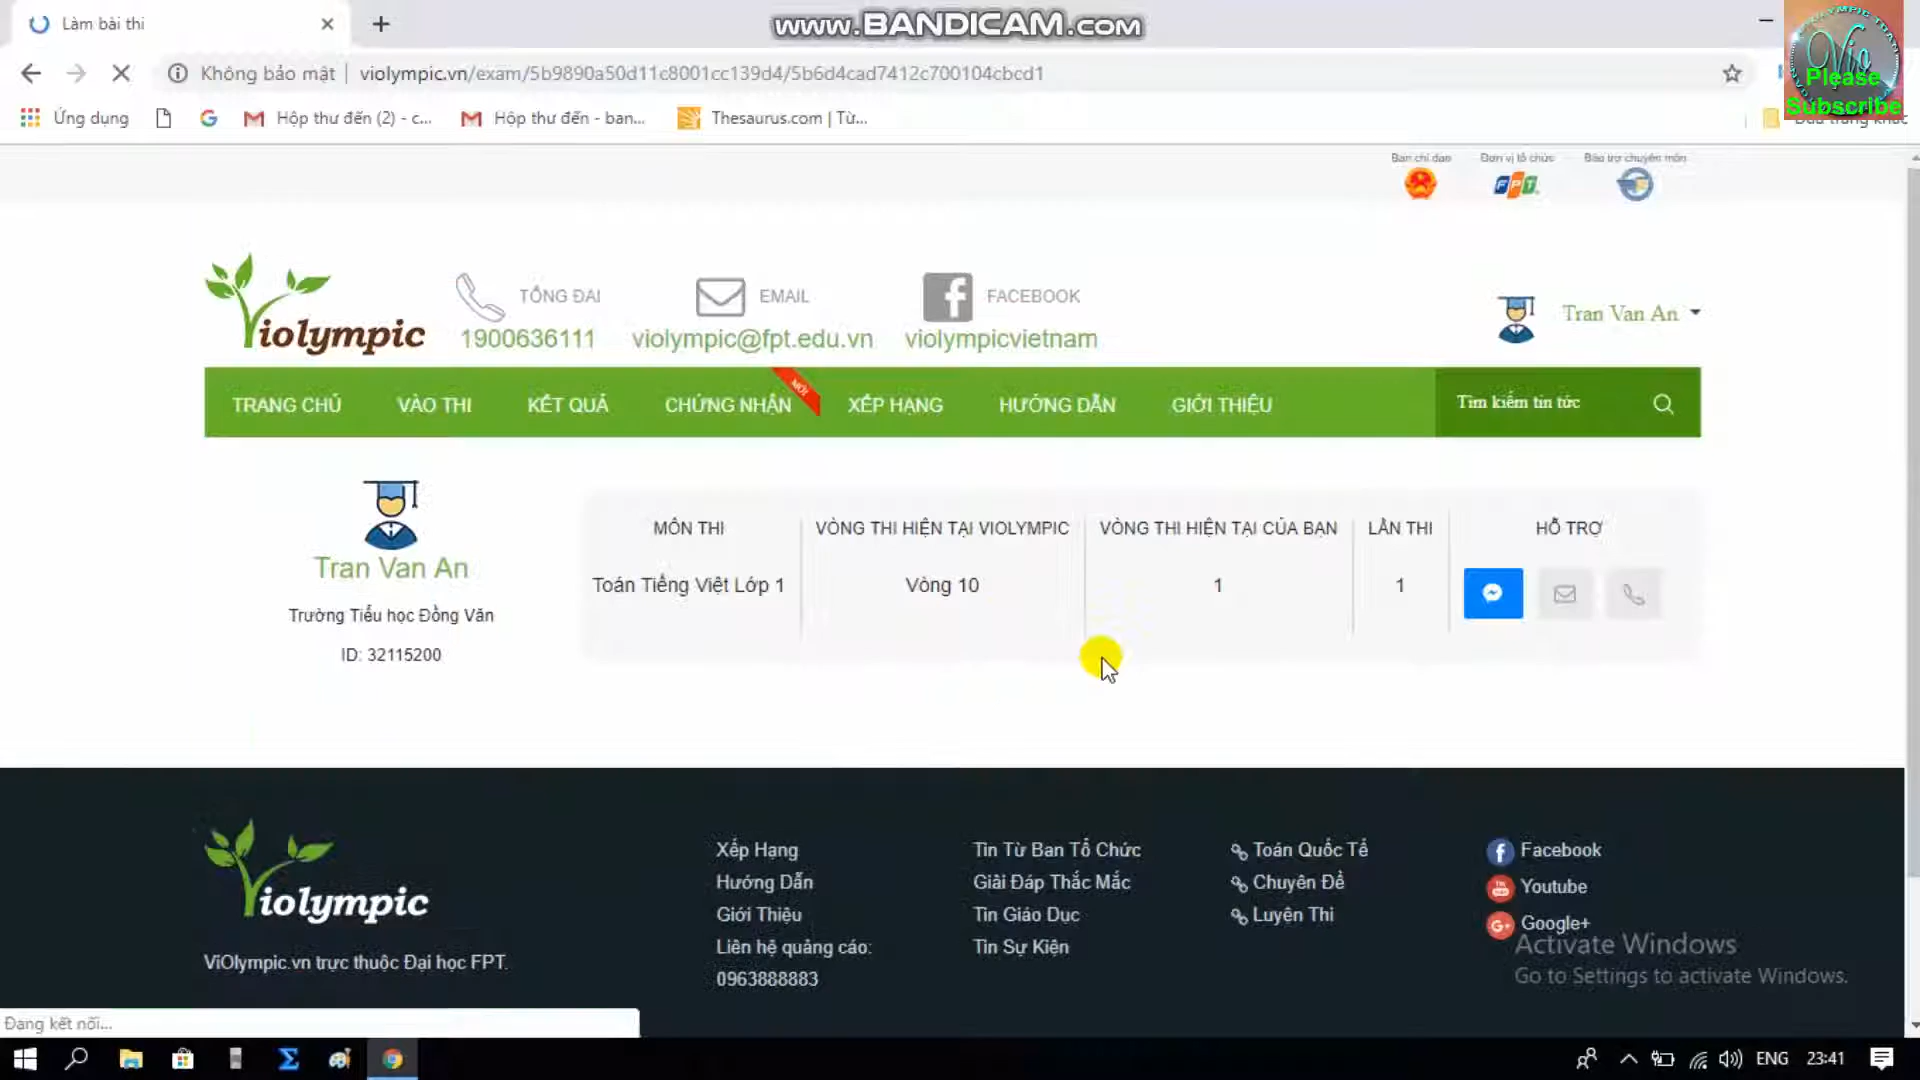 Làm bài thi
www.BANDICAM.com
Không bảo mật
violympic.vn/exam/5b9890a50d11c8001cc139d4/5b6d4cad7412c700104cbcd1
Vio
Please
Subscribe
Ứng dụng
Hộp thư đến (2) - c...
Hộp thư đến - ban...
Thesaurus.com | Từ...
Dấu trang khác
Ban chỉ đạo
Đơn vị tổ chức
Bảo trợ chuyên môn
FPT
Violympic
TỔNG ĐÀI
1900636111
EMAIL
violympic@fpt.edu.vn
FACEBOOK
violympicvietnam
Tran Van An
TRANG CHỦ
VÀO THI
KẾT QUẢ
CHỨNG NHẬN
MỚI
XẾP HẠNG
HƯỚNG DẪN
GIỚI THIỆU
Tìm kiếm tin tức
Tran Van An
Trường Tiểu học Đồng Văn
ID: 32115200
MÔN THI
Toán Tiếng Việt Lớp 1
VÒNG THI HIỆN TẠI VIOLYMPIC
Vòng 10
VÒNG THI HIỆN TẠI CỦA BẠN
1
LẦN THI
1
HỖ TRỢ
Violympic
ViOlympic.vn trực thuộc Đại học FPT.
Xếp Hạng
Hướng Dẫn
Giới Thiệu
Liên hệ quảng cáo:
0963888883
Tin Từ Ban Tổ Chức
Giải Đáp Thắc Mắc
Tin Giáo Dục
Tin Sự Kiện
Toán Quốc Tế
Chuyên Đề
Luyện Thi
Facebook
Youtube
Google+
Activate Windows
Go to Settings to activate Windows.
Đang kết nối...
ENG
23:41